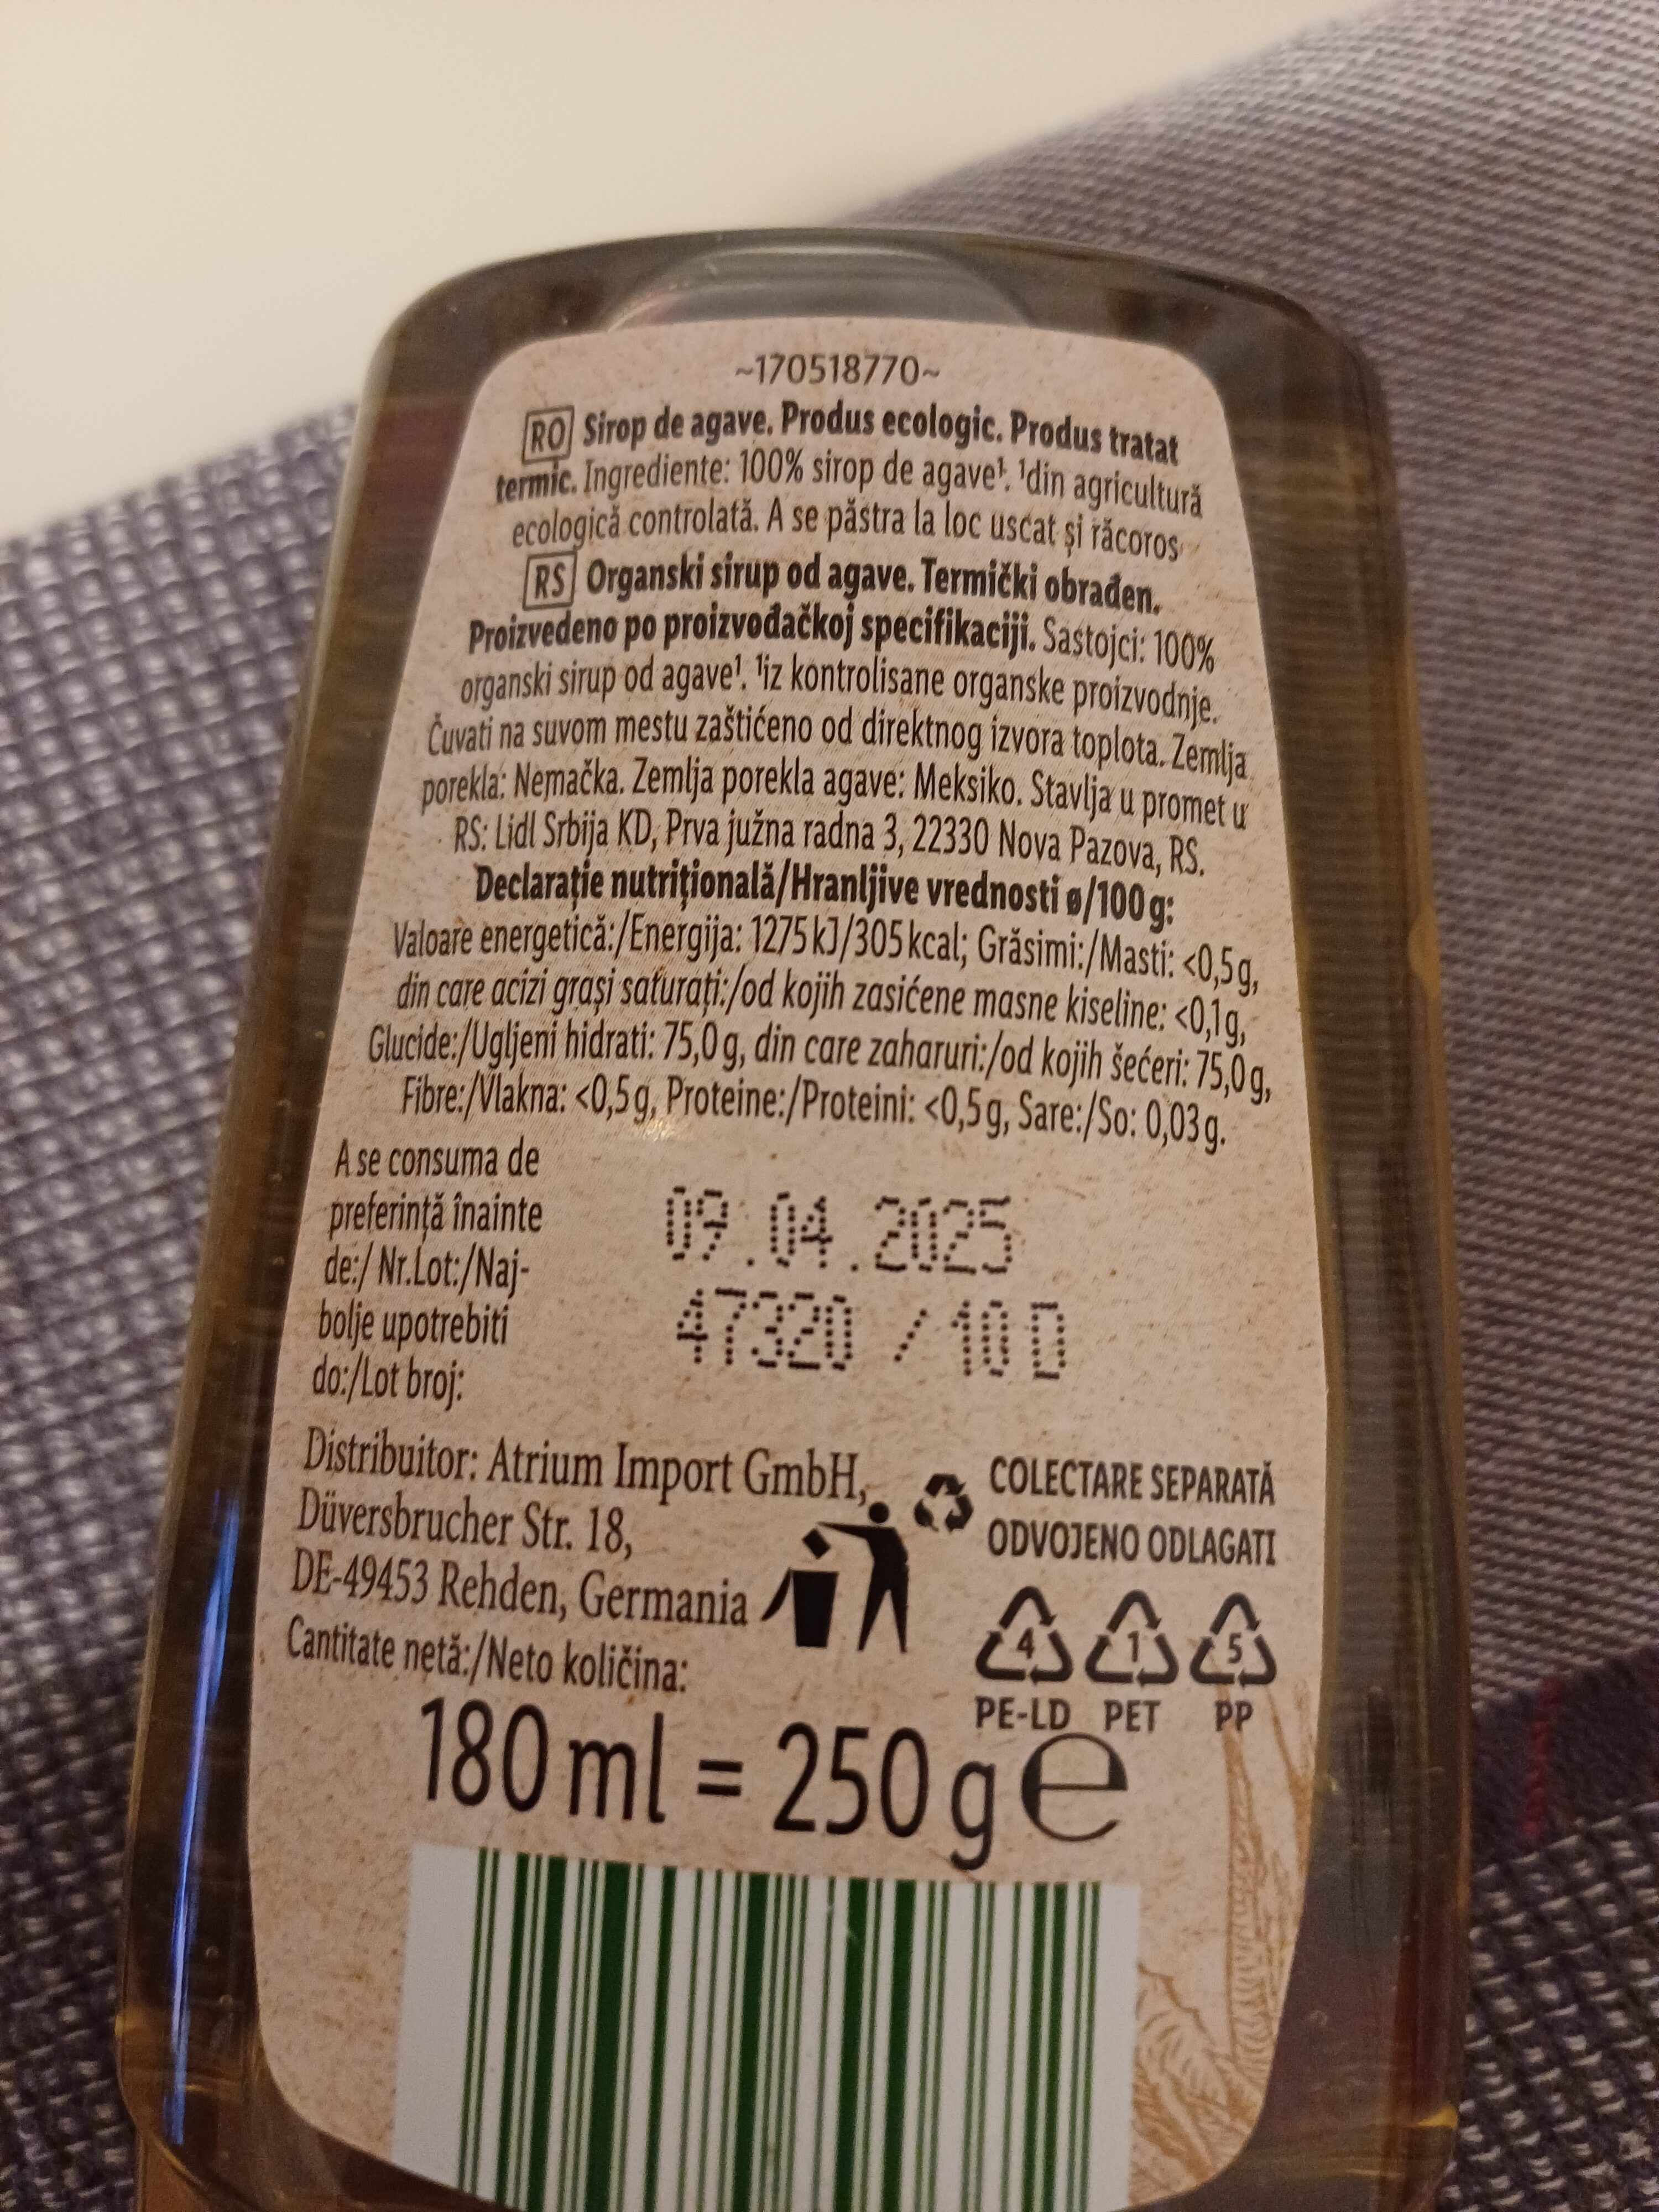 ~170518770~
RO Sirop de agave. Produs ecologic. Produs tratat
termic. Ingrediente: 100% sirop de agave¹. ¹din agricultură
ecologică controlată. A se păstra la loc uscat și răcoros
RS Organski sirup od agave. Termički obrađen.
Proizvedeno po proizvođačkoj specifikaciji. Sastojci: 100%
organski sirup od agave¹. ¹iz kontrolisane organske proizvodnje.
Čuvati na suvom mestu zaštićeno od direktnog izvora toplota. Zemlja
porekla: Nemačka. Zemlja porekla agave: Meksiko. Stavlja u promet u
RS: Lidl Srbija KD, Prva južna radna 3, 22330 Nova Pazova, RS.
Declarație nutrițională/Hranljive vrednosti ø/100 g:
Valoare energetică:/Energija: 1275 kJ/305 kcal; Grăsimi:/Masti: <0,5 g,
din care acizi grași saturați:/od kojih zasićene masne kiseline: <0,1 g,
Glucide:/Ugljeni hidrati: 75,0 g, din care zaharuri:/od kojih šećeri: 75,0 g,
Fibre:/Vlakna: <0,5 g, Proteine:/Proteini: <0,5 g, Sare:/So: 0,03 g.
A se consuma de
preferință înainte
de:/ Nr.Lot:/Naj-
bolje upotrebiti
do:/Lot broj:
09.04.2025
47320 / 10 D
Distribuitor: Atrium Import GmbH,
Düversbrucher Str. 18,
DE-49453 Rehden, Germania
COLECTARE SEPARATĂ
ODVOJENO ODLAGATI
4 1 5
PE-LD PET PP
Cantitate netă:/Neto količina:
180 ml = 250 g e